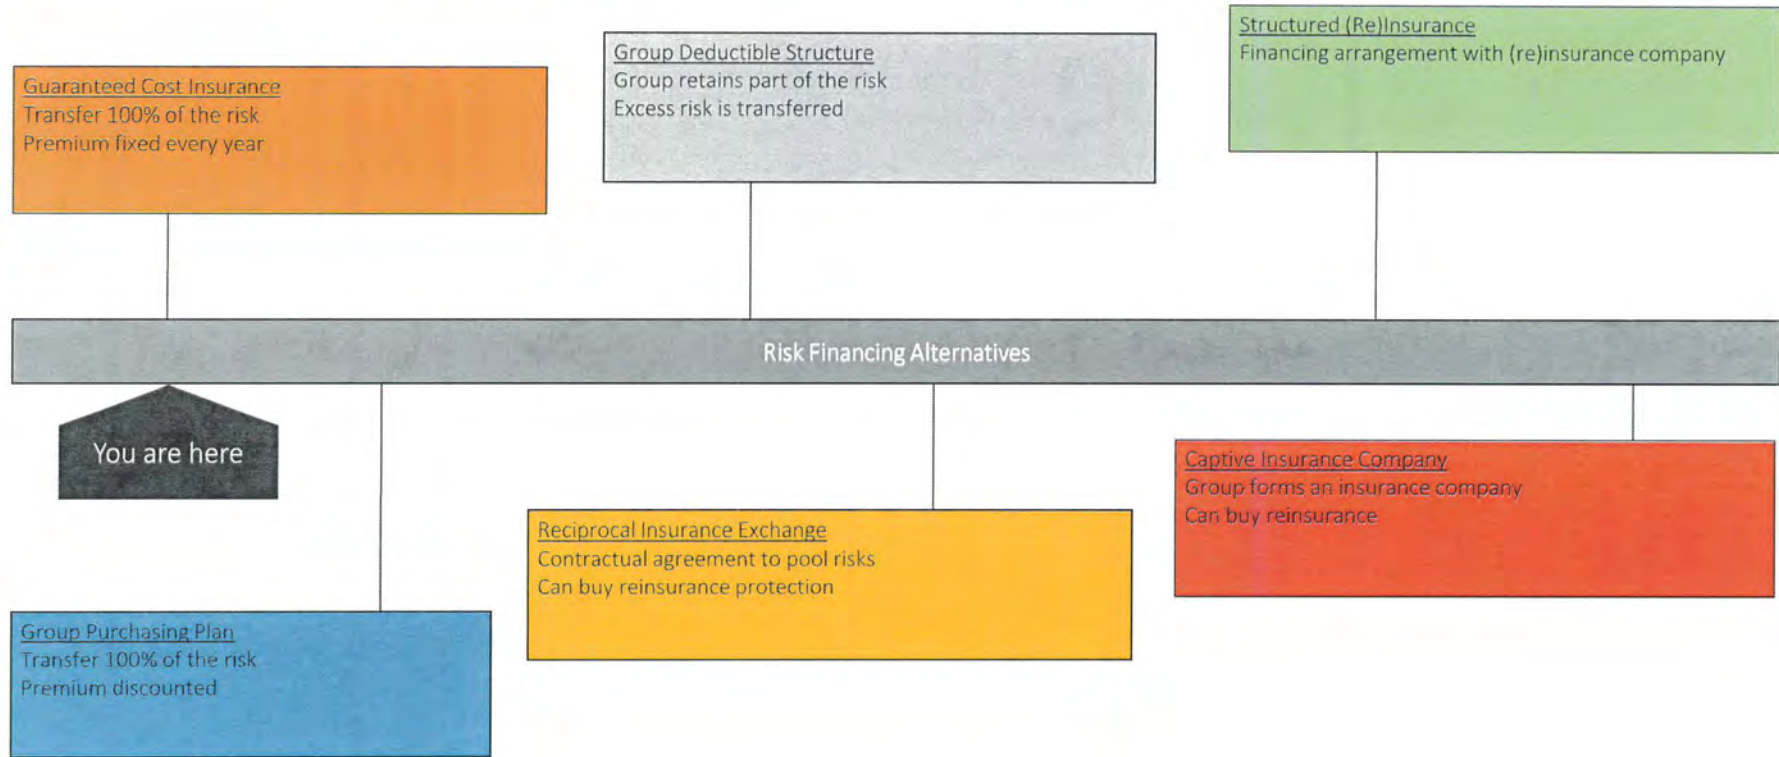 Structured (Re)Insurance
Financing arrangement with (re)insurance company
Group Deductible Structure
Group retains part of the risk
Excess risk is transferred
Guaranteed Cost Insurance
Transfer 100% of the risk
Premium fixed every year
Risk Financing Alternatives
You are here
Captive Insurance Company
Group forms an insurance company
Can buy reinsurance
Reciprocal Insurance Exchange
Contractual agreement to pool risks
Can buy reinsurance protection
Group Purchasing Plan
Transfer 100% of the risk
Premium discounted